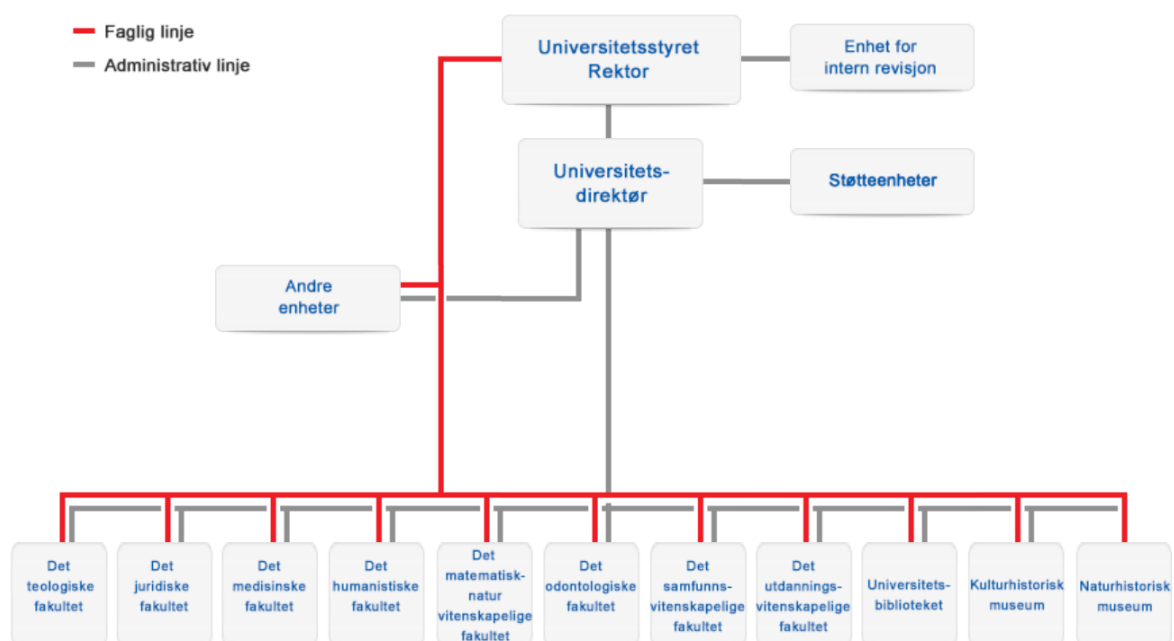 Faglig linje
Administrativ linje
Universitetsstyret
Rektor
Enhet for
intern revisjon
Universitets-
direktør
Støtteenheter
Andre
enheter
Det
teologiske
fakultet
Det
juridiske
fakultet
Det
medisinske
fakultet
Det
humanistiske
fakultet
Det
matematisk-
natur
vitenskapelige
fakultet
Det
odontologiske
fakultet
Det
samfunns-
vitenskapelige
fakultet
Det
utdannings-
vitenskapelige
fakultet
Universitets-
biblioteket
Kulturhistorisk
museum
Naturhistorisk
museum